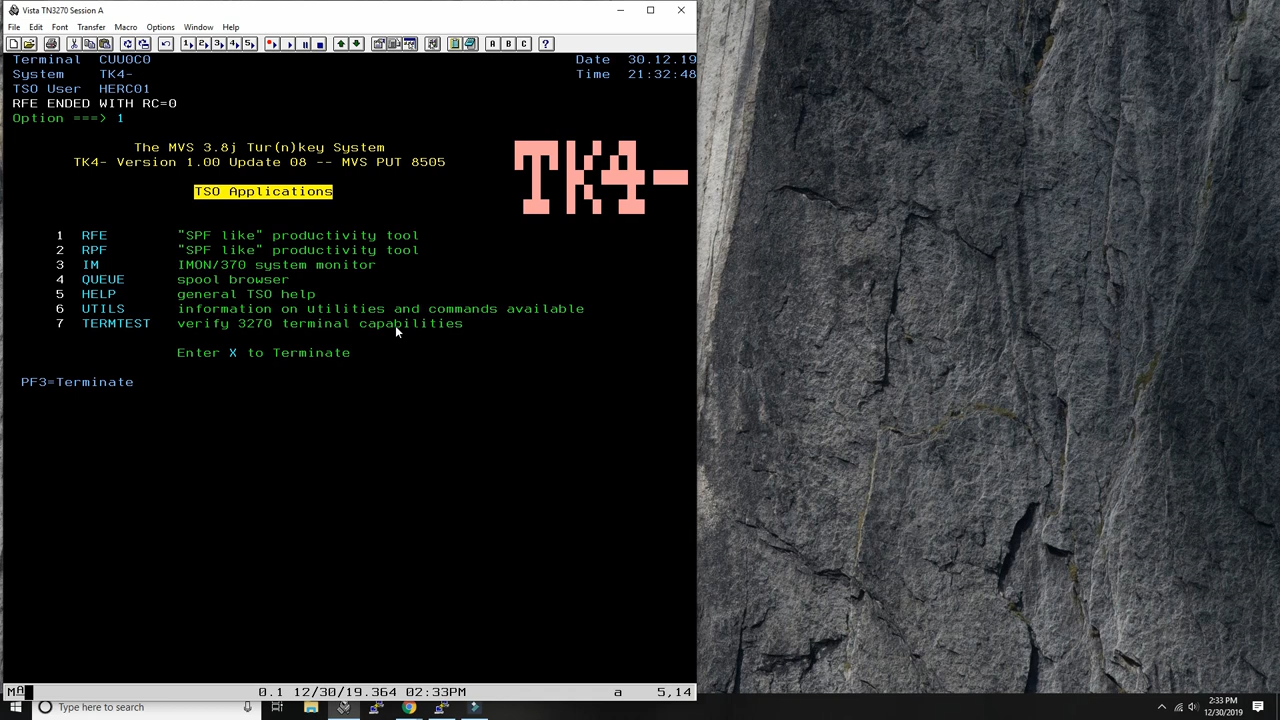 Vista TN3270 Session A
File Edit Font Transfer Macro Options Window Help
1 2 3 4 5 A B C ?
Terminal CUU0C0 Date 30.12.19
System TK4- Time 21:32:48
TSO User HERC01
RFE ENDED WITH RC=0
Option ===> 1
The MVS 3.8j Tur(n)key System
TK4- Version 1.00 Update 08 -- MVS PUT 8505
TK4-
TSO Applications
1 RFE "SPF like" productivity tool
2 RPF "SPF like" productivity tool
3 IM IMON/370 system monitor
4 QUEUE spool browser
5 HELP general TSO help
6 UTILS information on utilities and commands available
7 TERMTEST verify 3270 terminal capabilities
Enter X to Terminate
PF3=Terminate
MA 0.1 12/30/19.364 02:33PM a 5,14
Type here to search
2:33 PM
12/30/2019